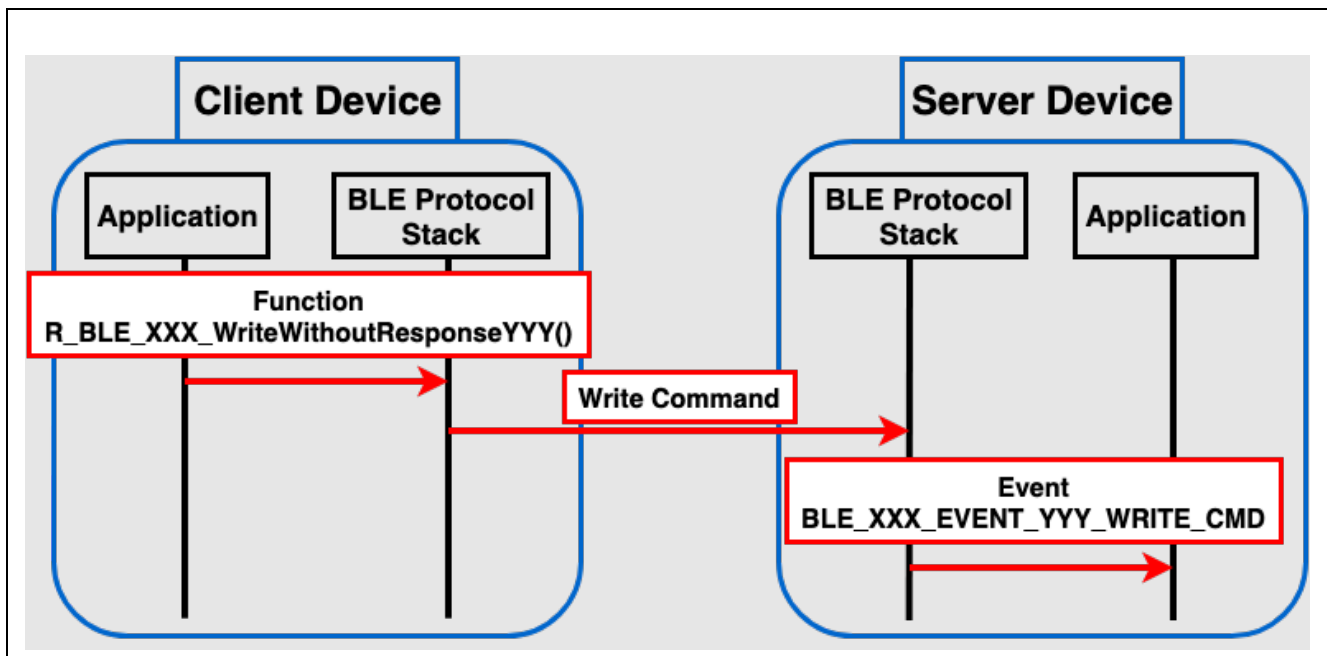 Client Device
Server Device
Application
BLE Protocol
Stack
BLE Protocol
Stack
Application
Function
R_BLE_XXX_WriteWithoutResponseYYY()
Write Command
Event
BLE_XXX_EVENT_YYY_WRITE_CMD